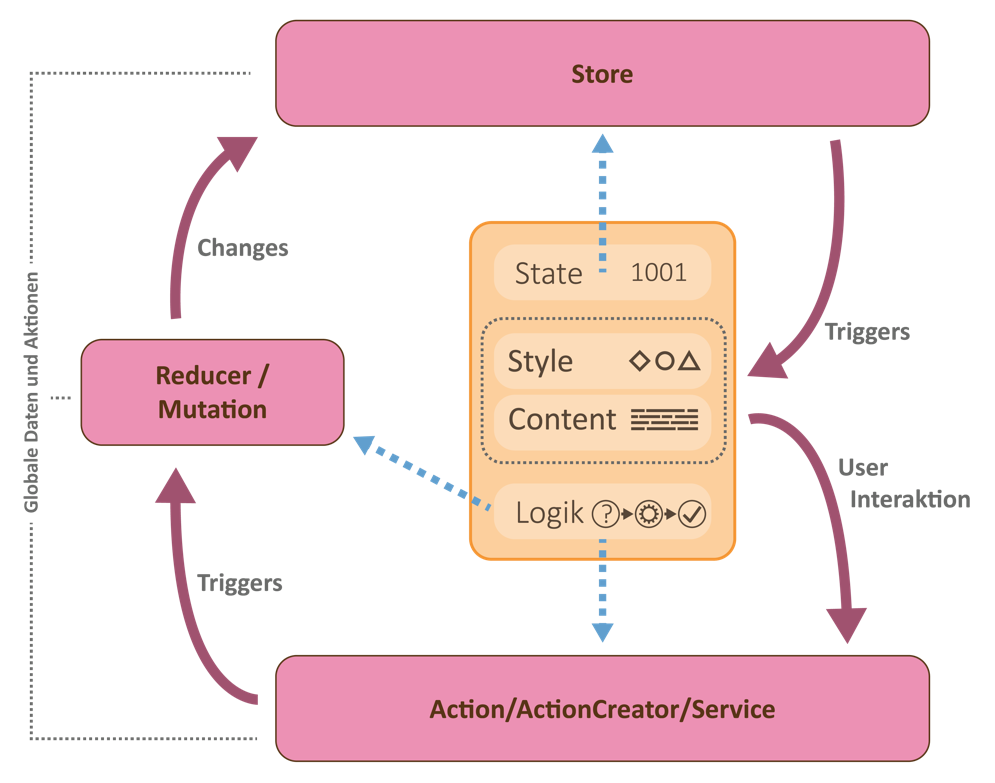 Store
Changes
State 1001
Triggers
Globale Daten und Aktionen
Reducer /
Mutation
Style
Content
User
Interaktion
Logik ?
Triggers
Action/ActionCreator/Service